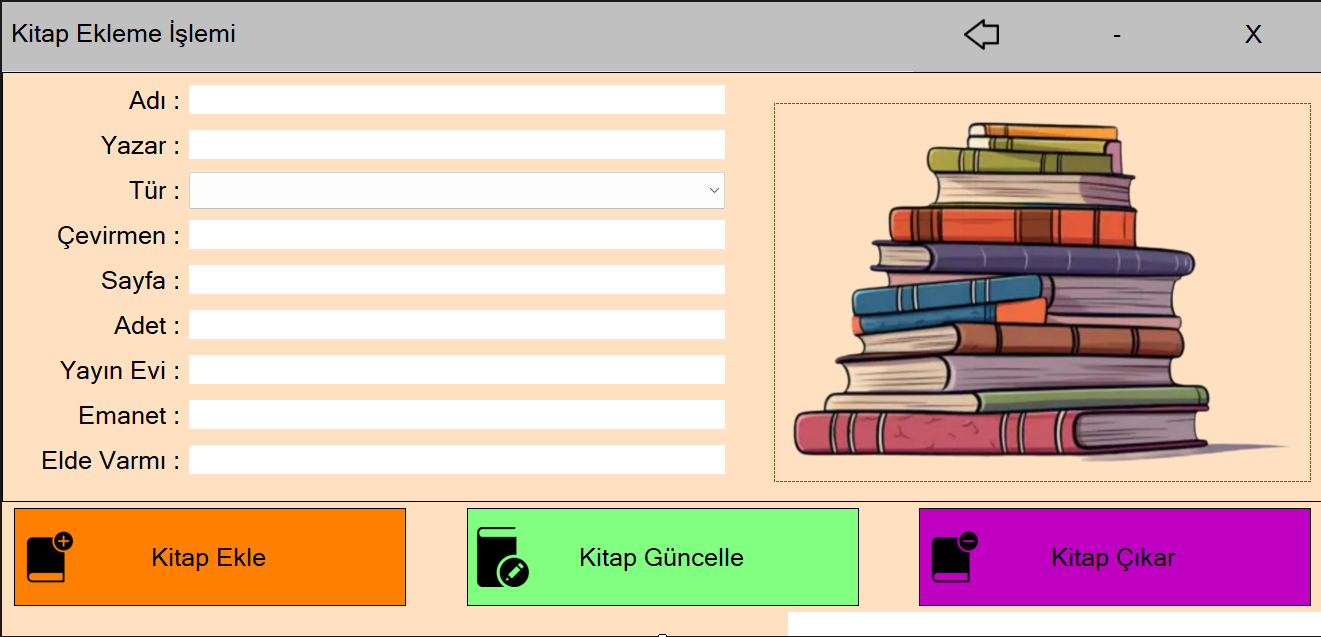 Kitap Ekleme İşlemi - X
Adı :
Yazar :
Tür :
Çevirmen :
Sayfa :
Adet :
Yayın Evi :
Emanet :
Elde Varmı :
Kitap Ekle
Kitap Güncelle
Kitap Çıkar